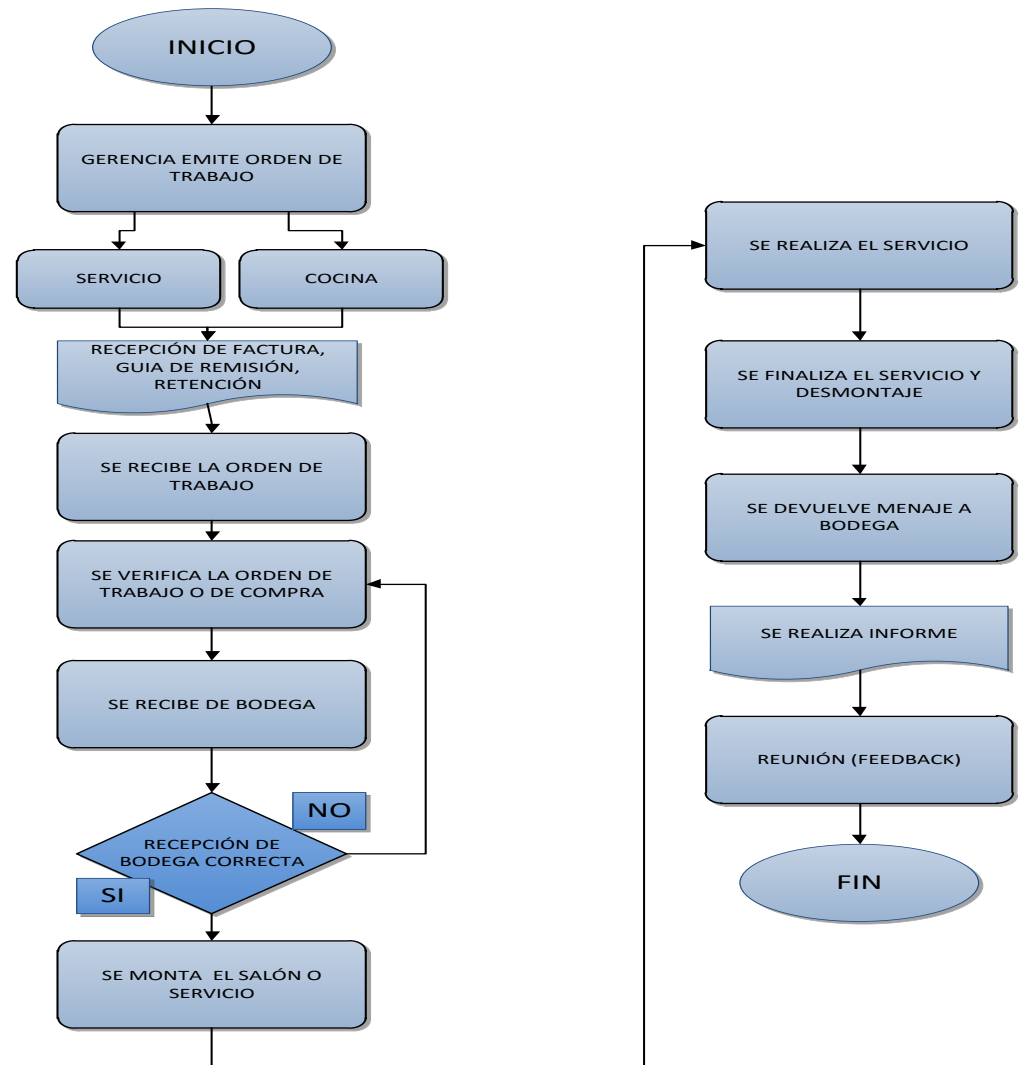 INICIO
GERENCIA EMITE ORDEN DE
TRABAJO
SERVICIO
COCINA
RECEPCIÓN DE FACTURA,
GUIA DE REMISIÓN,
RETENCIÓN
SE RECIBE LA ORDEN DE
TRABAJO
SE VERIFICA LA ORDEN DE
TRABAJO O DE COMPRA
SE RECIBE DE BODEGA
NO
RECEPCIÓN DE
BODEGA CORRECTA
SI
SE MONTA EL SALÓN O
SERVICIO
SE REALIZA EL SERVICIO
SE FINALIZA EL SERVICIO Y
DESMONTAJE
SE DEVUELVE MENAJE A
BODEGA
SE REALIZA INFORME
REUNIÓN (FEEDBACK)
FIN